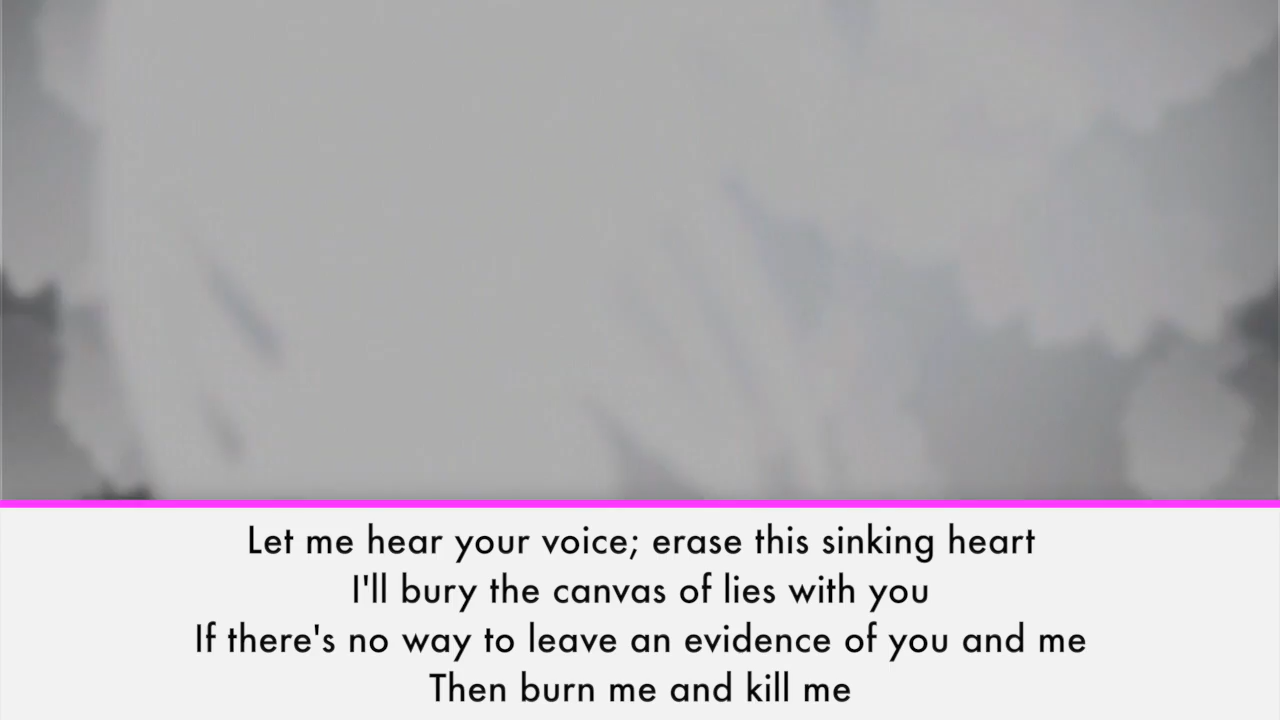 Let me hear your voice; erase this sinking heart
I'll bury the canvas of lies with you
If there's no way to leave an evidence of you and me
Then burn me and kill me